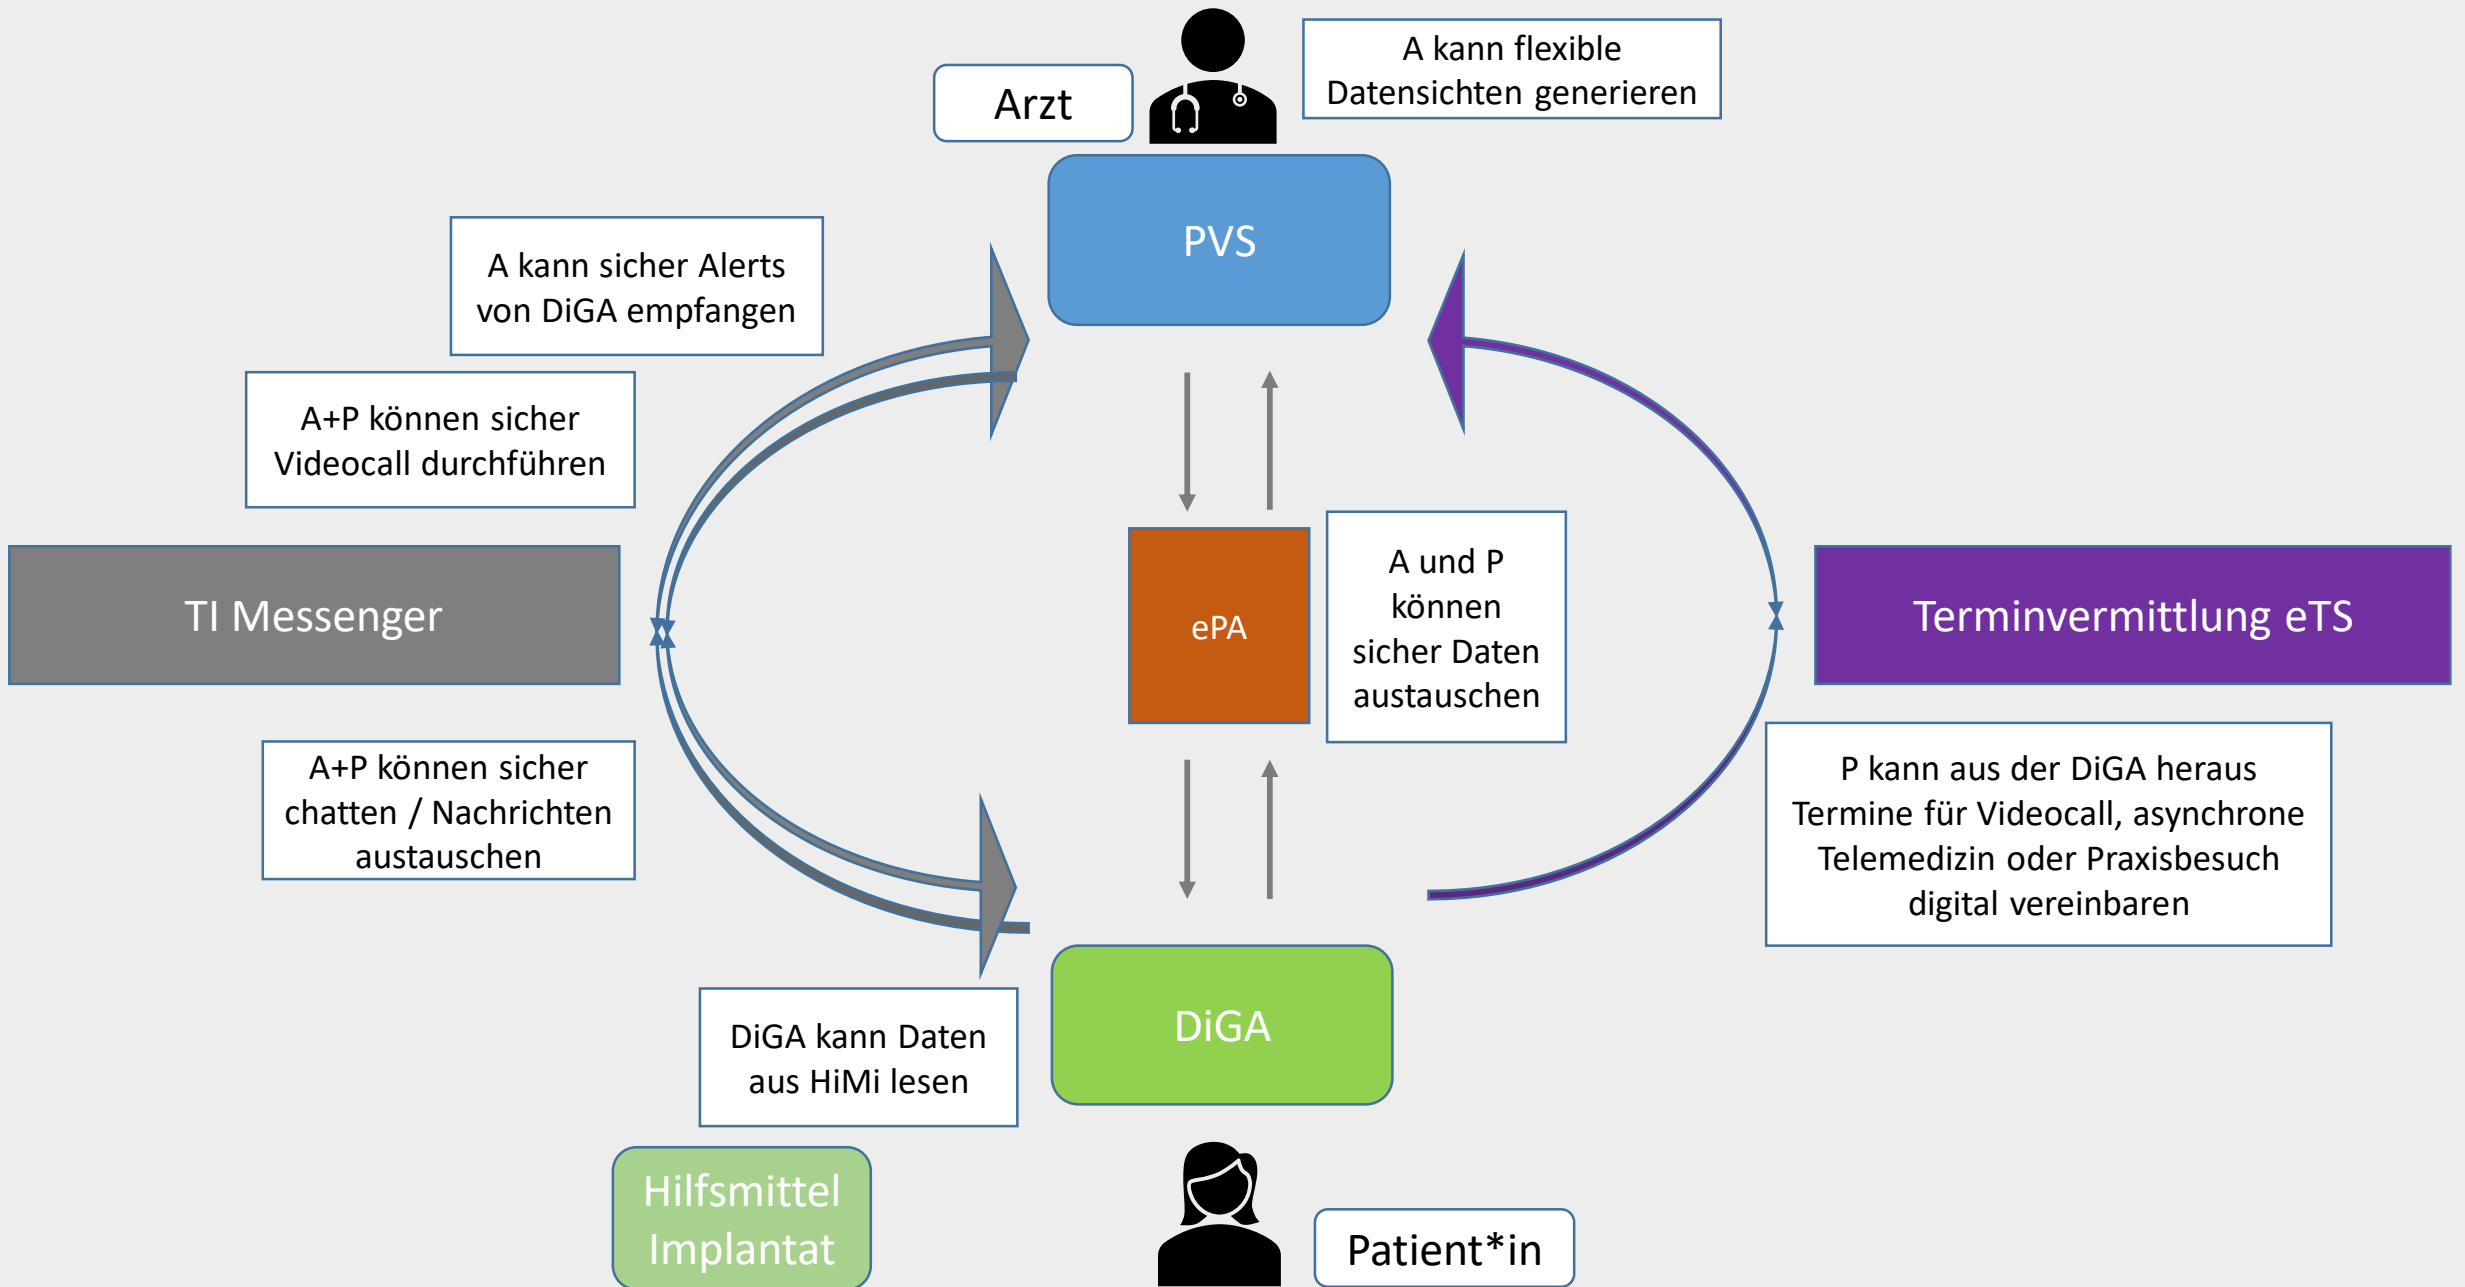 Arzt
A kann flexible
Datensichten generieren
PVS
A kann sicher Alerts
von DiGA empfangen
A+P können sicher
Videocall durchführen
TI Messenger
ePA
A und P
können
sicher Daten
austauschen
Terminvermittlung eTS
A+P können sicher
chatten / Nachrichten
austauschen
P kann aus der DiGA heraus
Termine für Videocall, asynchrone
Telemedizin oder Praxisbesuch
digital vereinbaren
DiGA kann Daten
aus HiMi lesen
DiGA
Hilfsmittel
Implantat
Patient*in